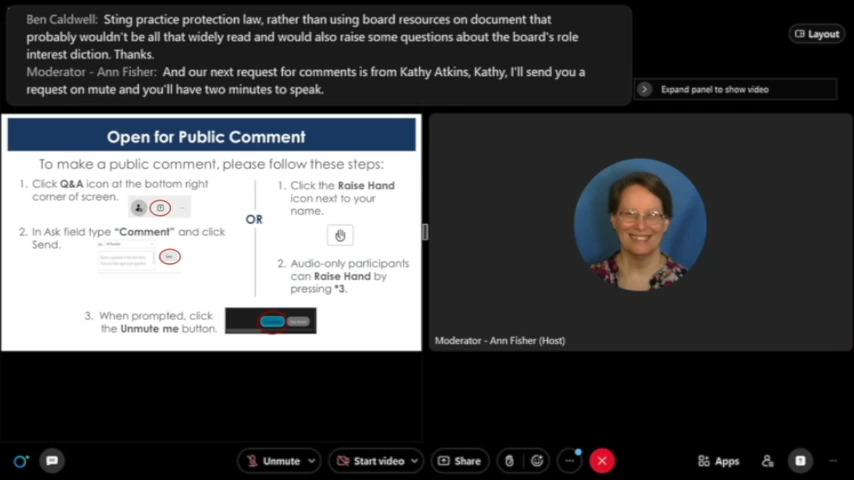 Ben Caldwell: Sting practice protection law, rather than using board resources on document that
probably wouldn't be all that widely read and would also raise some questions about the board's role
interest diction. Thanks.
Moderator - Ann Fisher: And our next request for comments is from Kathy Atkins, Kathy, I'll send you a
request on mute and you'll have two minutes to speak.
Layout
Expand panel to show video
Open for Public Comment
To make a public comment, please follow these steps:
1. Click Q&A icon at the bottom right
corner of screen.
2. In Ask field type "Comment" and click
Send.
OR
1. Click the Raise Hand
icon next to your
name.
2. Audio-only participants
can Raise Hand by
pressing *3.
3. When prompted, click
the Unmute me button.
Moderator - Ann Fisher (Host)
Unmute
Start video
Share
Apps